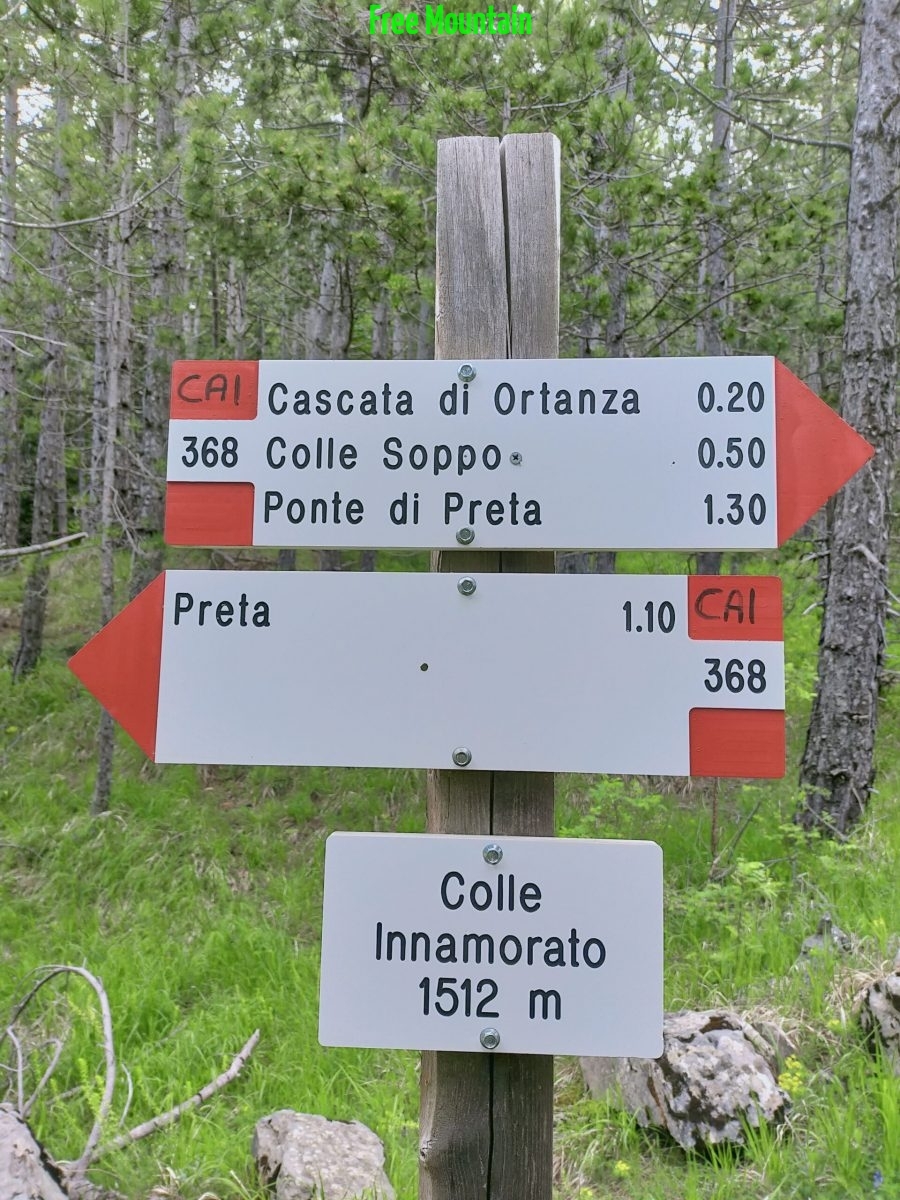 Free Mountain
CAI
Cascata di Ortanza 0.20
368 Colle Soppo 0.50
Ponte di Preta 1.30
Preta 1.10 CAI
368
Colle
Innamorato
1512 m